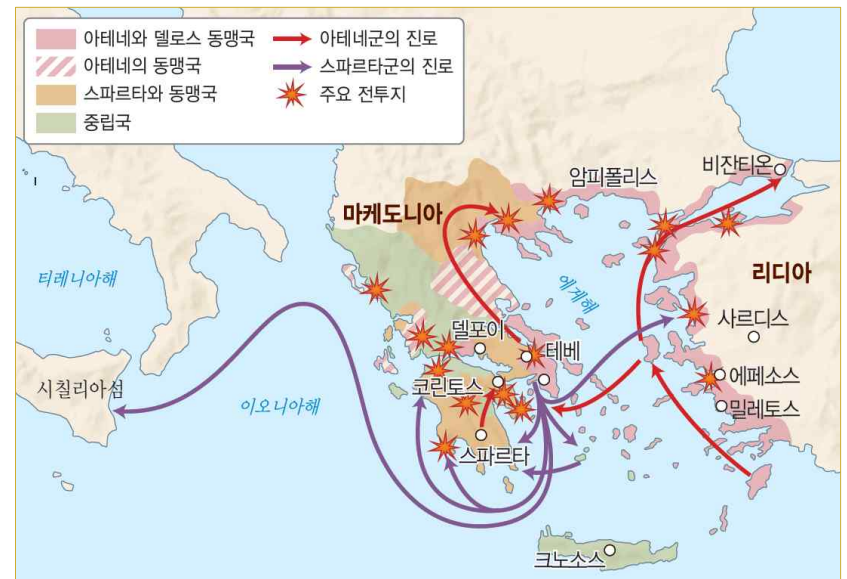 아테네와 델로스 동맹국
아테네군의 진로
아테네의 동맹국
스파르타군의 진로
스파르타와 동맹국
주요 전투지
중립국
비잔티온
암피폴리스
마케도니아
리디아
티레니아해
에게해
사르디스
델포이
테베
시칠리아섬
코린토스
에페소스
이오니아해
밀레토스
스파르타
크노소스